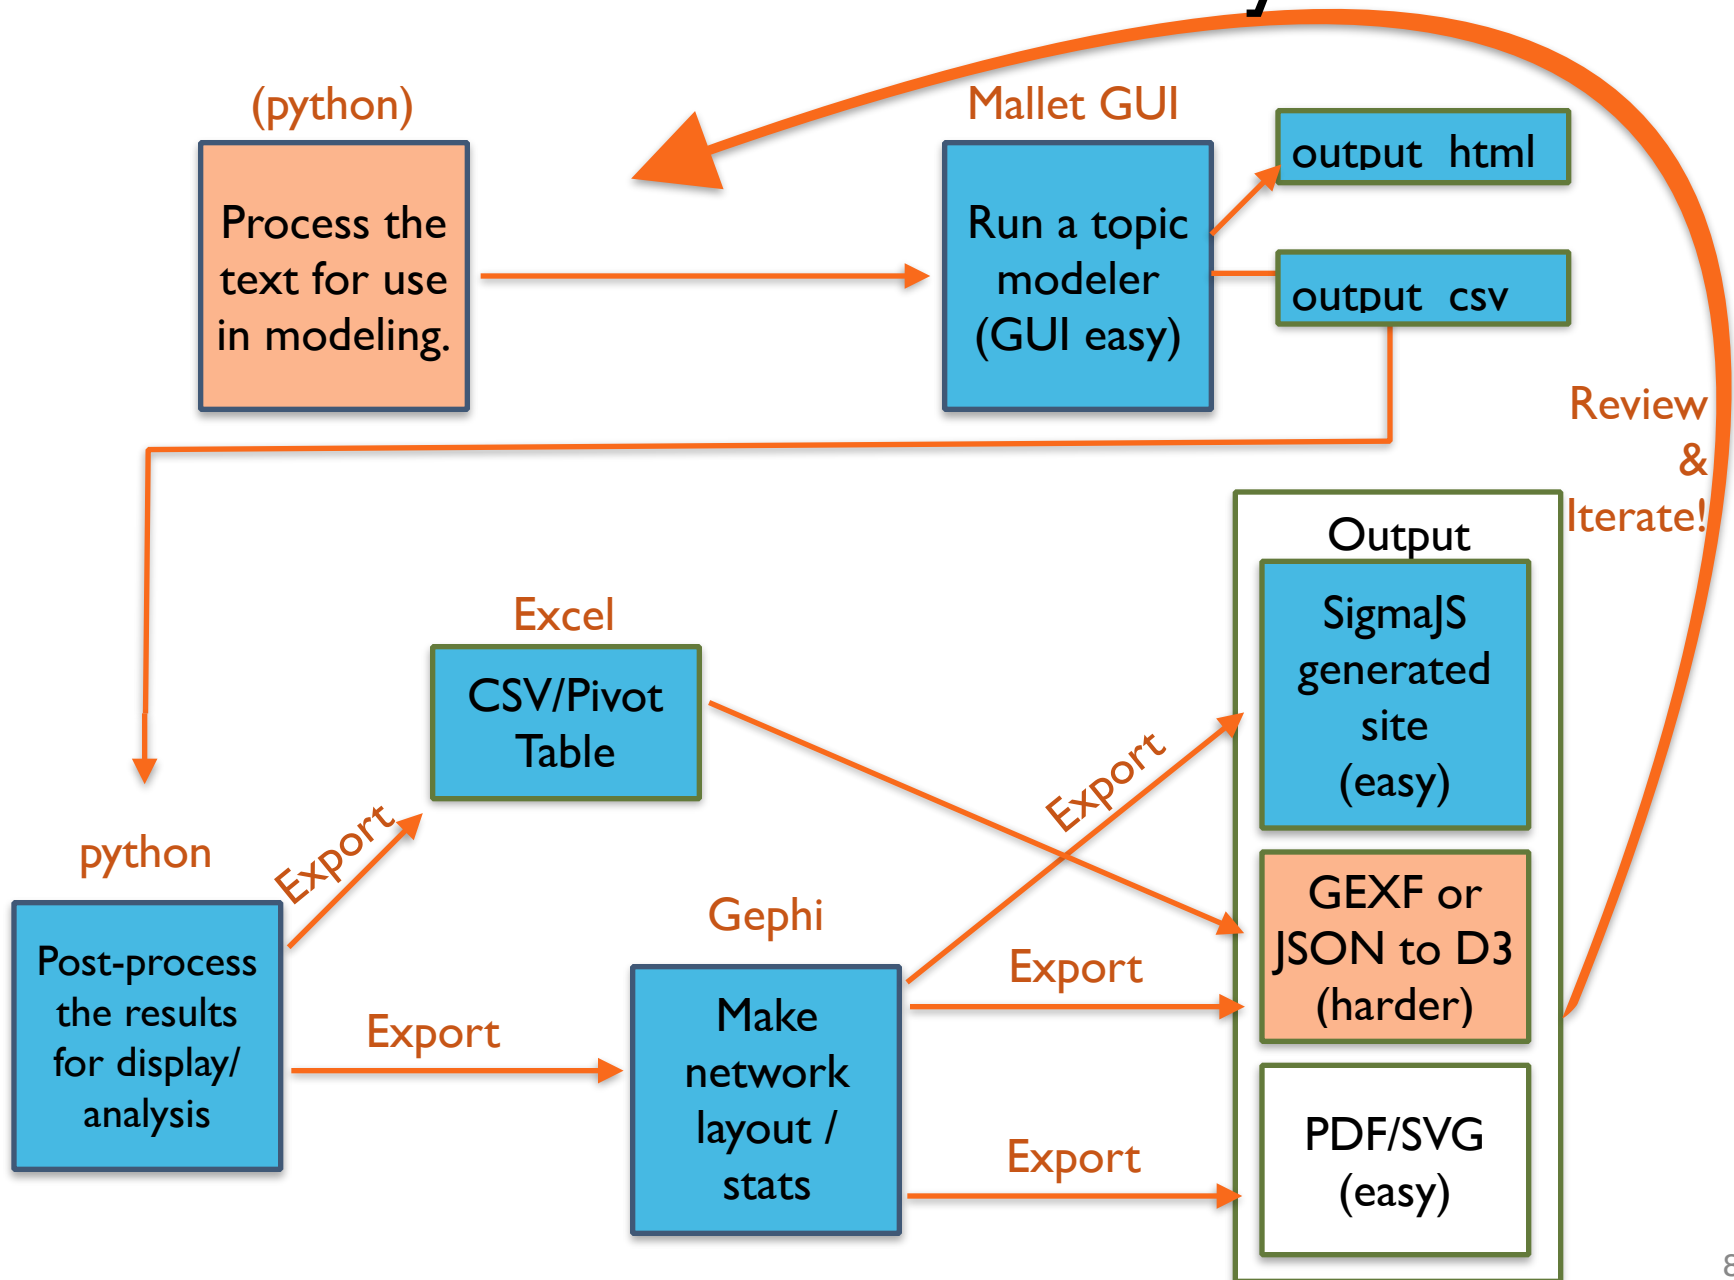 (python)
Process the
text for use
in modeling.
Mallet GUI
Run a topic
modeler
(GUI easy)
output html
output csv
Review
&
Iterate!
Excel
CSV/Pivot
Table
python
Post-process
the results
for display/
analysis
Export
Export
Gephi
Make
network
layout /
stats
Export
Export
Export
Output
SigmaJS
generated
site
(easy)
GEXF or
JSON to D3
(harder)
PDF/SVG
(easy)